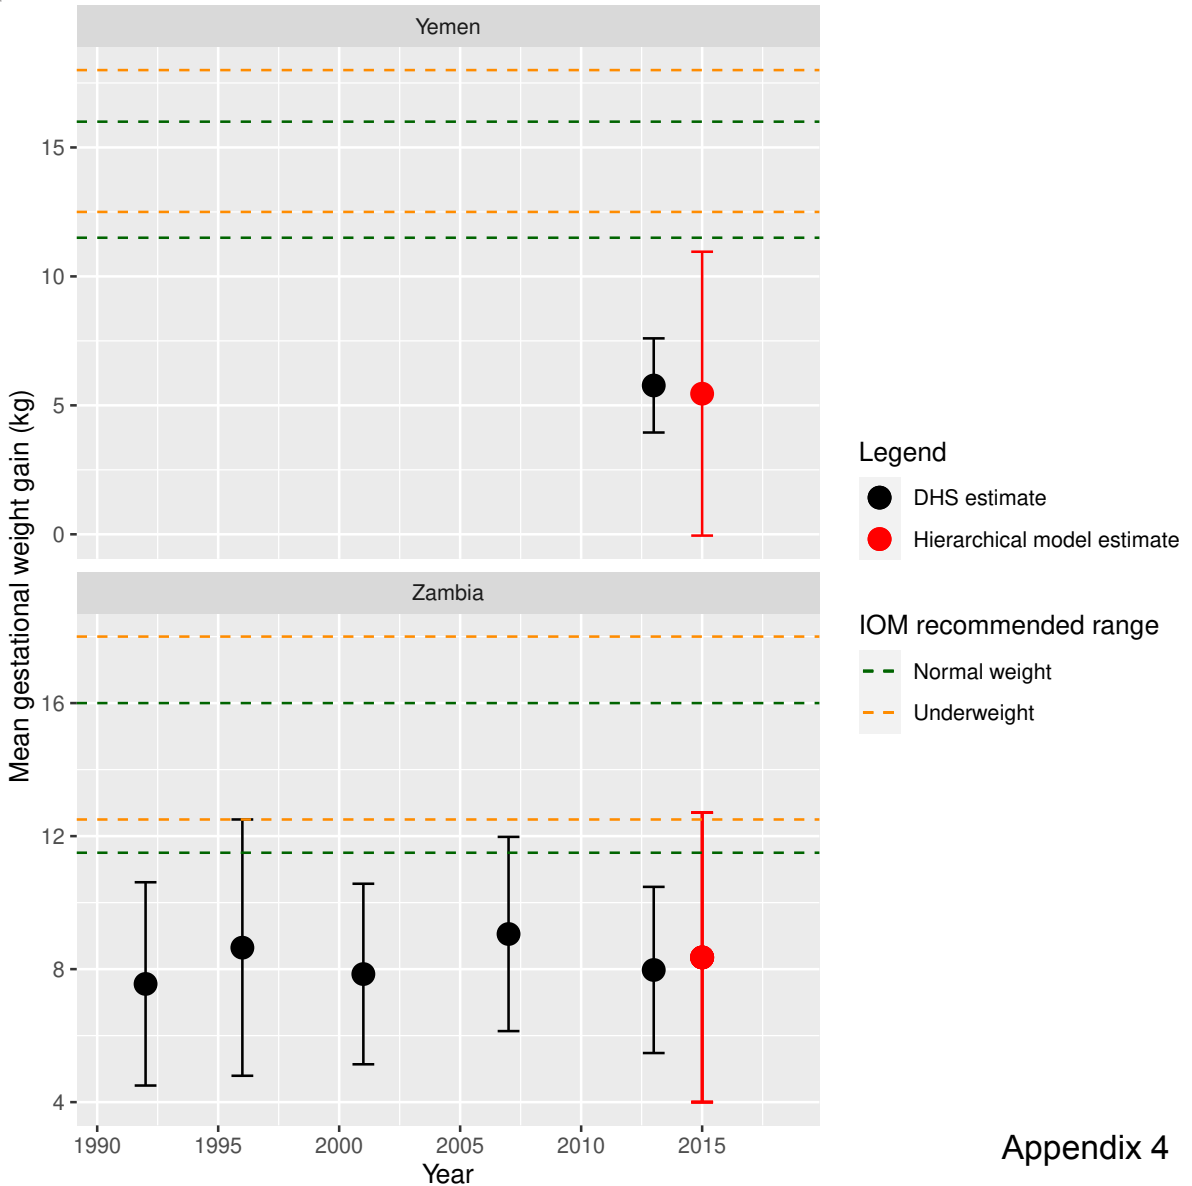 Yemen
15
10
5
0
Zambia
16
12
8
4
1990
1995
2000
2005
2010
2015
Year
Mean gestational weight gain (kg)
Legend
DHS estimate
Hierarchical model estimate
IOM recommended range
Normal weight
Underweight
Appendix 4